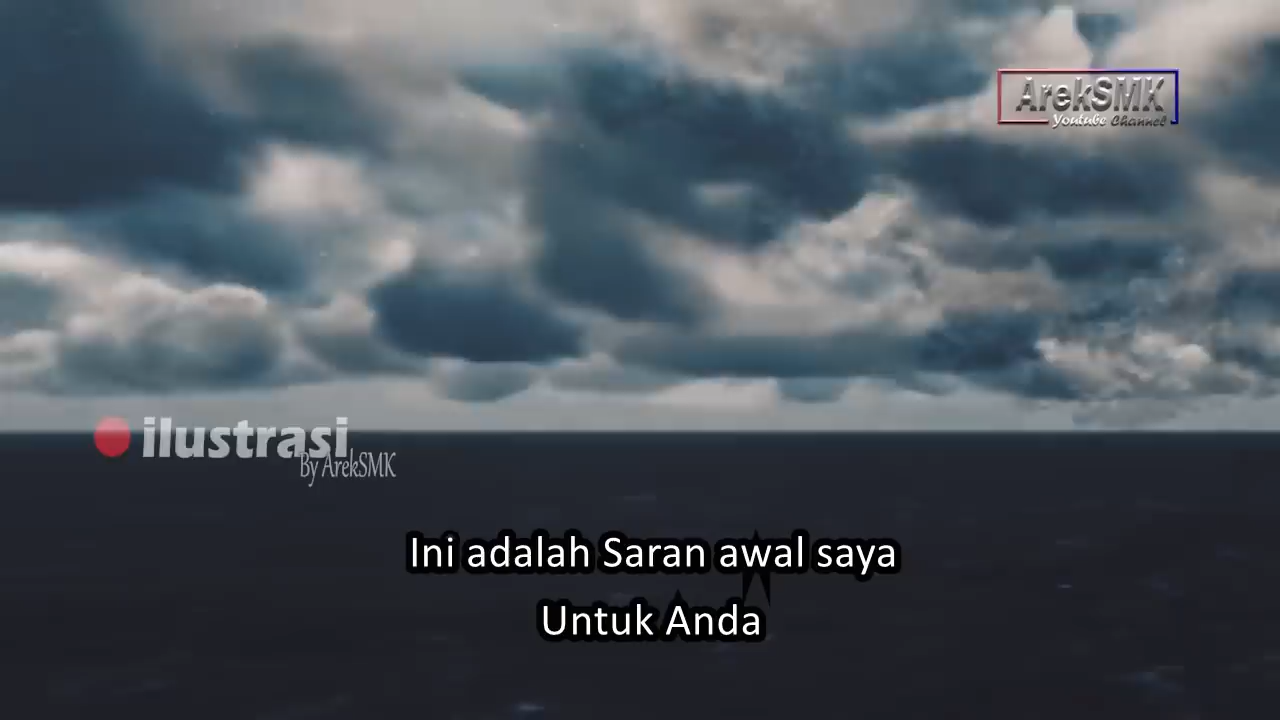 ArekSMK
Youtube Channel
ilustrasi
By ArekSMK
Ini adalah Saran awal saya
Untuk Anda